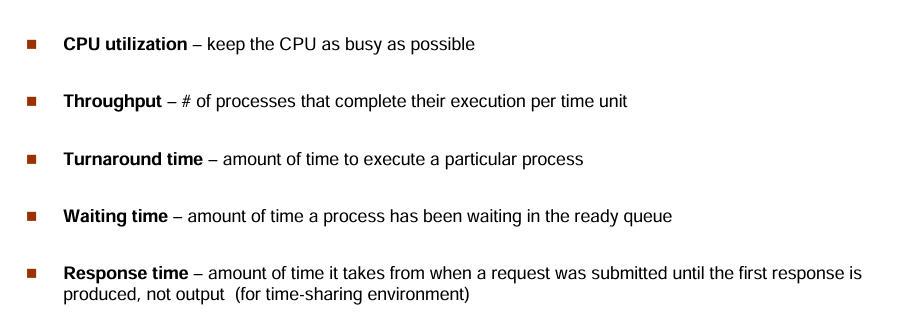 ■ CPU utilization – keep the CPU as busy as possible
■ Throughput – # of processes that complete their execution per time unit
■ Turnaround time – amount of time to execute a particular process
■ Waiting time – amount of time a process has been waiting in the ready queue
■ Response time – amount of time it takes from when a request was submitted until the first response is
produced, not output  (for time-sharing environment)